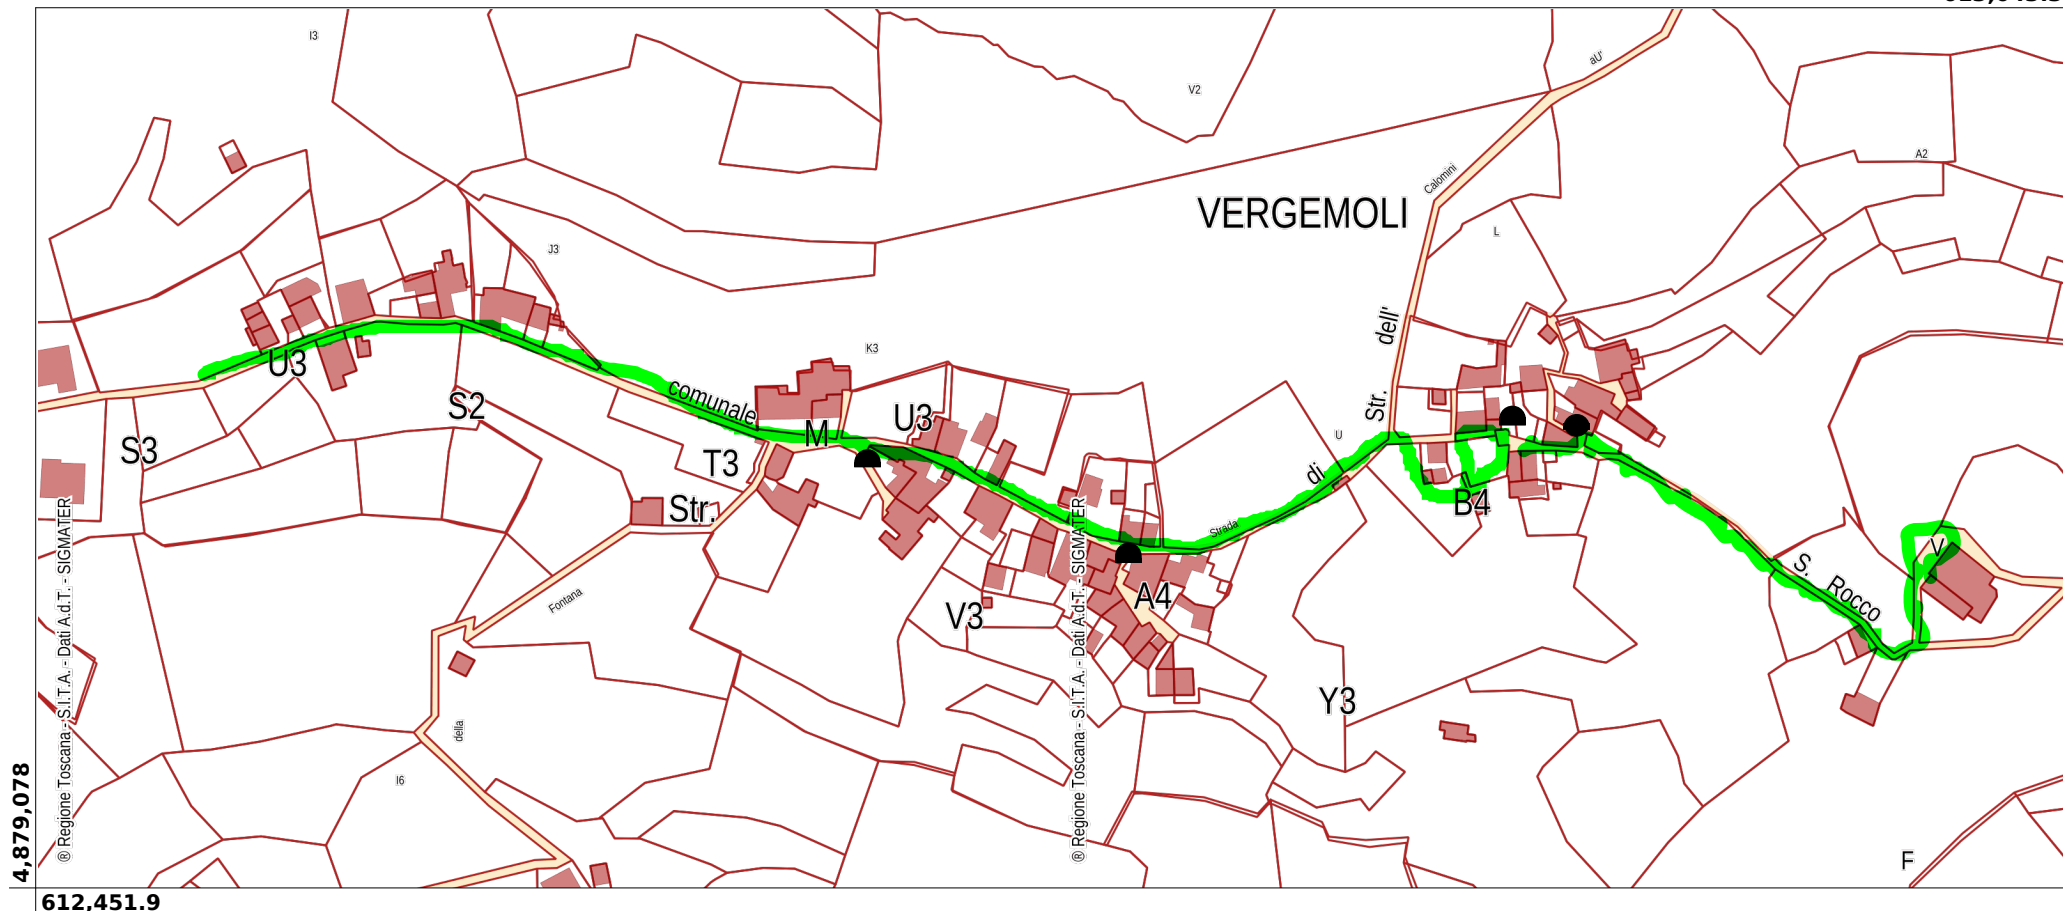 I3
aU'
V2
A2
Calomini
VERGEMOLI
L
J3
dell'
K3
U3
comunale
S2
Str.
U3
M
U
S3
T3
di
Str.
B4
Strada
V
S. Rocco
Fontana
A4
V3
Y3
della
I6
F
® Regione Toscana - S.I.T.A. - Dati A.d.T. - SIGMATER
® Regione Toscana - S.I.T.A. - Dati A.d.T. - SIGMATER
4,879,078
612,451.9